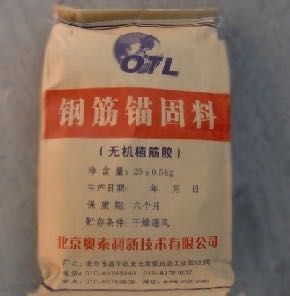 OTL
钢筋锚固料
（无机植筋胶）
净含量：25±0.5kg
生产日期： 年 月 日
保质期：六个月
贮存条件：干燥通风
北京奥泰利新技术有限公司